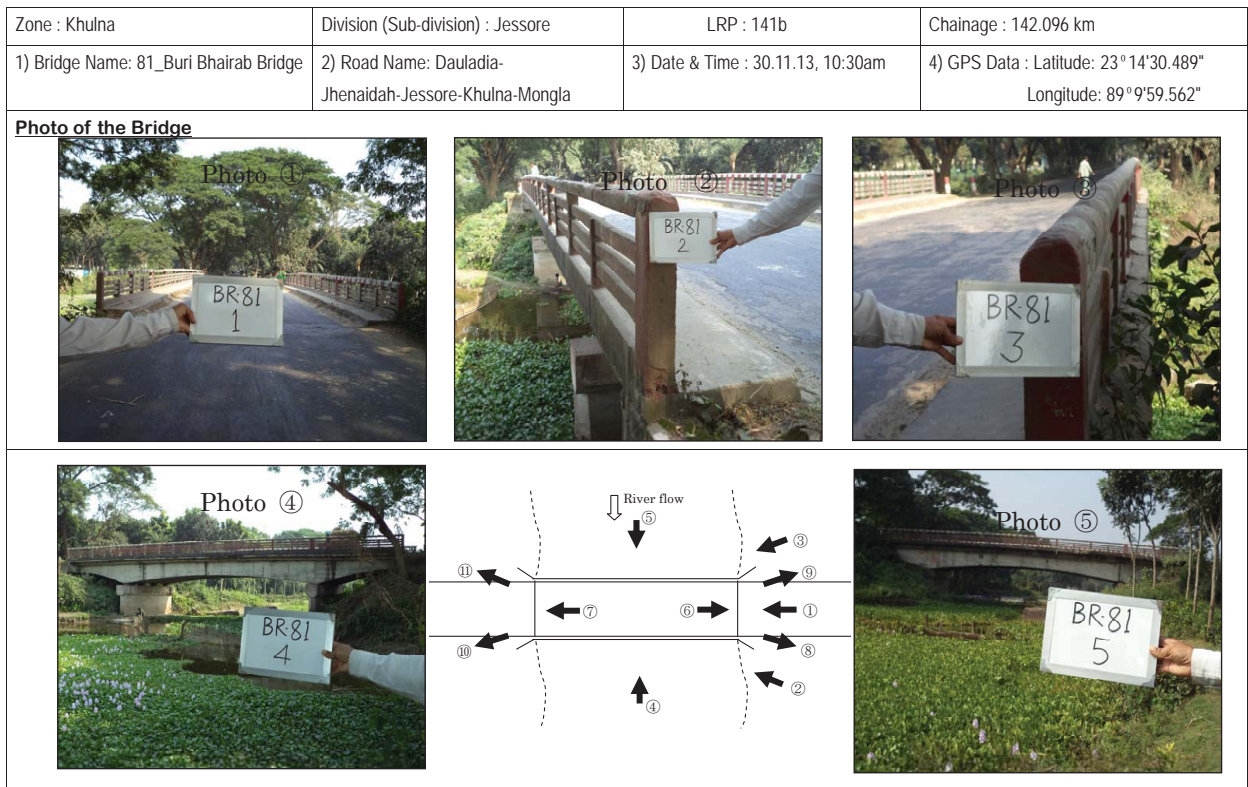 Zone : Khulna
Division (Sub-division) : Jessore
LRP : 141b
Chainage : 142.096 km
1) Bridge Name: 81_Buri Bhairab Bridge
2) Road Name: Dauladia-
Jhenaidah-Jessore-Khulna-Mongla
3) Date & Time : 30.11.13, 10:30am
4) GPS Data : Latitude: 23°14'30.489"
Longitude: 89°9'59.562"
Photo of the Bridge
Photo ①
BR-81
1
Photo ②
BR-81
2
Photo ③
BR-81
3
Photo ④
BR-81
4
River flow
⑤
③
⑪
⑨
⑦
⑥
①
⑩
⑧
②
④
Photo ⑤
BR-81
5